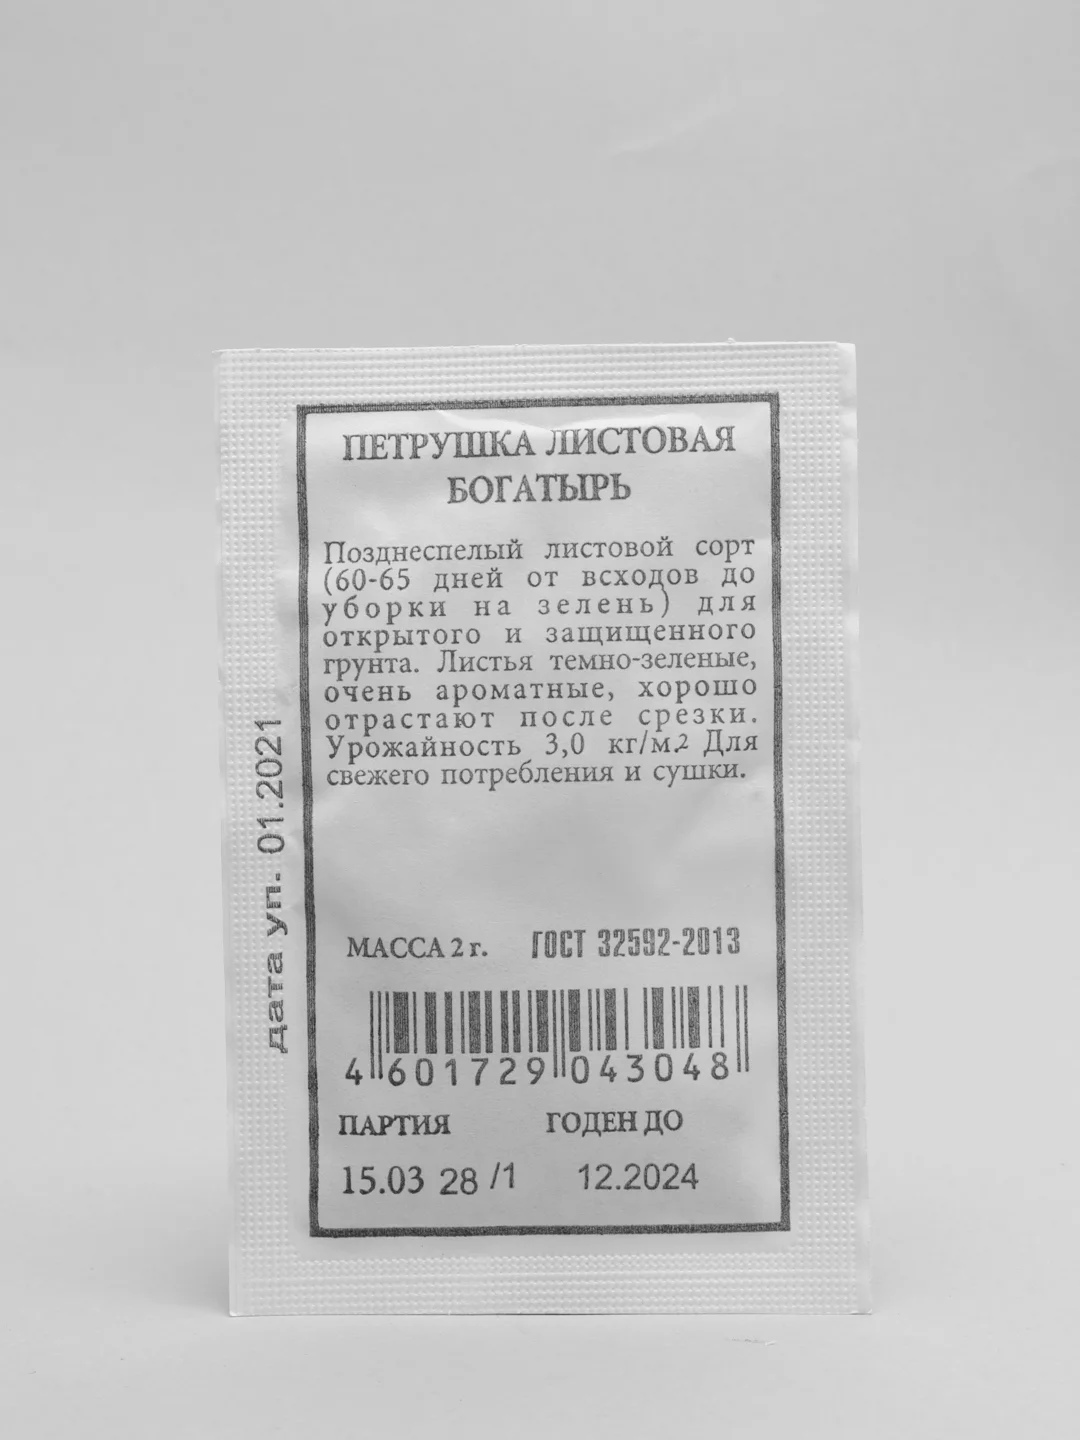 ПЕТРУШКА ЛИСТОВАЯ
БОГАТЫРЬ
Позднеспелый листовой сорт
(60-65 дней от всходов до
уборки на зелень) для
открытого и защищенного
грунта. Листья темно-зеленые,
очень ароматные, хорошо
отрастают после срезки.
Урожайность 3,0 кг/м2 Для
свежего потребления и сушки.
дата уп. 01.2021
МАССА 2 г. ГОСТ 32592-2013
4 601729 043048
ПАРТИЯ ГОДЕН ДО
15.03 28 /1 12.2024